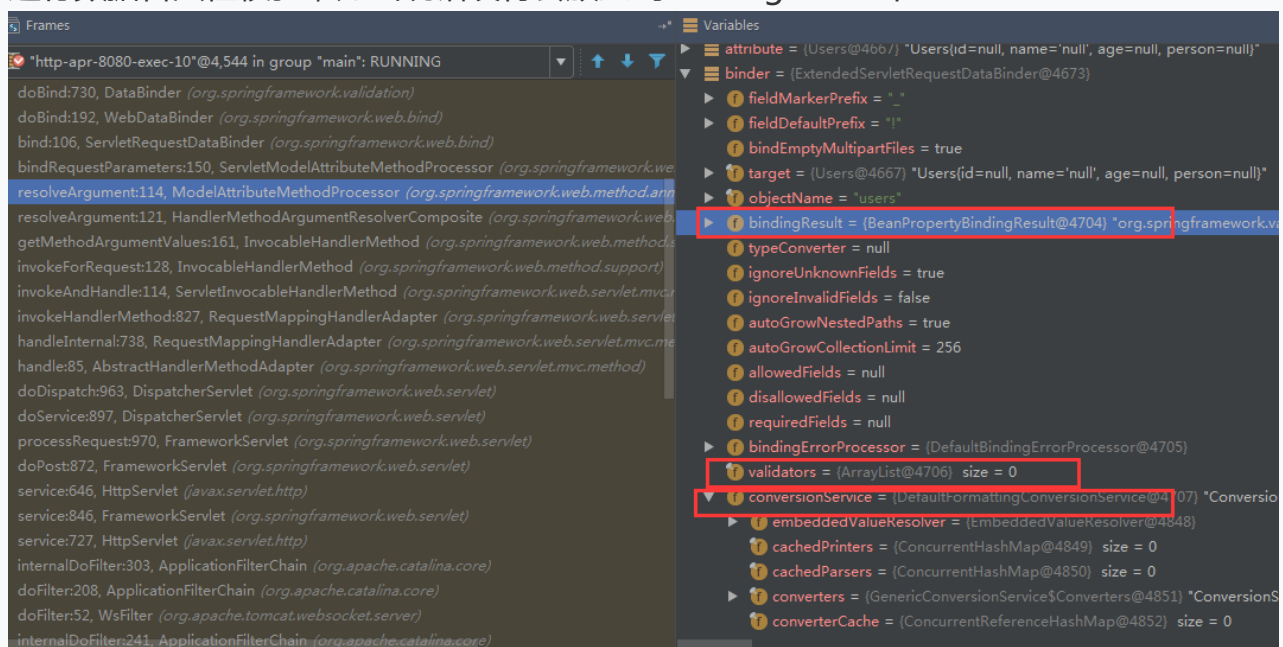 Frames
"http-apr-8080-exec-10"@4,544 in group "main": RUNNING
doBind:730, DataBinder (org.springframework.validation)
doBind:192, WebDataBinder (org.springframework.web.bind)
bind:106, ServletRequestDataBinder (org.springframework.web.bind)
bindRequestParameters:150, ServletModelAttributeMethodProcessor (org.springframework.we
resolveArgument:114, ModelAttributeMethodProcessor (org.springframework.web.method.ann
resolveArgument:121, HandlerMethodArgumentResolverComposite (org.springframework.web.
getMethodArgumentValues:161, InvocableHandlerMethod (org.springframework.web.method.s
invokeForRequest:128, InvocableHandlerMethod (org.springframework.web.method.support)
invokeAndHandle:114, ServletInvocableHandlerMethod (org.springframework.web.servlet.mvc.r
invokeHandlerMethod:827, RequestMappingHandlerAdapter (org.springframework.web.servlet
handleInternal:738, RequestMappingHandlerAdapter (org.springframework.web.servlet.mvc.me
handle:85, AbstractHandlerMethodAdapter (org.springframework.web.servlet.mvc.method)
doDispatch:963, DispatcherServlet (org.springframework.web.servlet)
doService:897, DispatcherServlet (org.springframework.web.servlet)
processRequest:970, FrameworkServlet (org.springframework.web.servlet)
doPost:872, FrameworkServlet (org.springframework.web.servlet)
service:646, HttpServlet (javax.servlet.http)
service:846, FrameworkServlet (org.springframework.web.servlet)
service:727, HttpServlet (javax.servlet.http)
internalDoFilter:303, ApplicationFilterChain (org.apache.catalina.core)
doFilter:208, ApplicationFilterChain (org.apache.catalina.core)
doFilter:52, WsFilter (org.apache.tomcat.websocket.server)
internalDoFilter:241, ApplicationFilterChain (org.apache.catalina.core)
Variables
attribute = {Users@4667} "Users{id=null, name='null', age=null, person=null}"
binder = {ExtendedServletRequestDataBinder@4673}
fieldMarkerPrefix = "_"
fieldDefaultPrefix = "!"
bindEmptyMultipartFiles = true
target = {Users@4667} "Users{id=null, name='null', age=null, person=null}"
objectName = "users"
bindingResult = {BeanPropertyBindingResult@4704} "org.springframework.va
typeConverter = null
ignoreUnknownFields = true
ignoreInvalidFields = false
autoGrowNestedPaths = true
autoGrowCollectionLimit = 256
allowedFields = null
disallowedFields = null
requiredFields = null
bindingErrorProcessor = {DefaultBindingErrorProcessor@4705}
validators = {ArrayList@4706} size = 0
conversionService = {DefaultFormattingConversionService@4707} "Conversio
embeddedValueResolver = {EmbeddedValueResolver@4848}
cachedPrinters = {ConcurrentHashMap@4849} size = 0
cachedParsers = {ConcurrentHashMap@4850} size = 0
converters = {GenericConversionService$Converters@4851} "ConversionS
converterCache = {ConcurrentReferenceHashMap@4852} size = 0